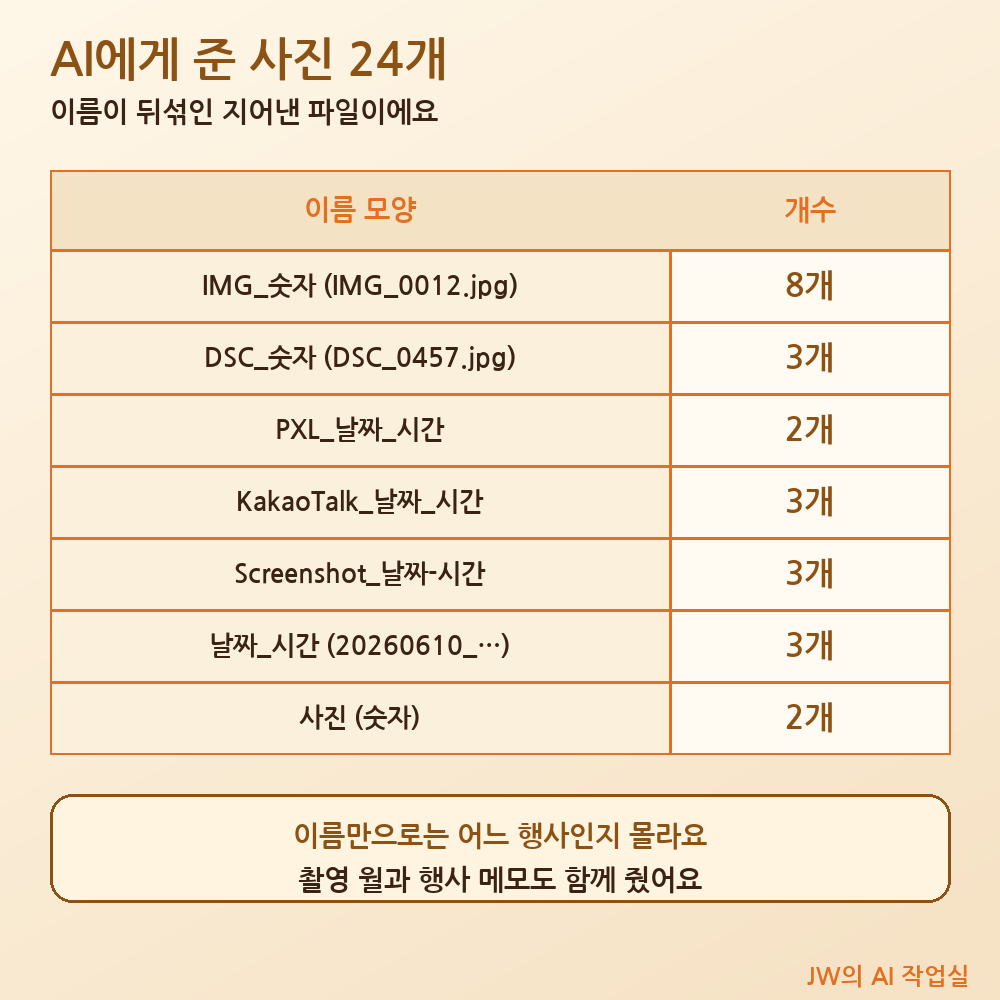 AI에게 준 사진 24개
이름이 뒤섞인 지어낸 파일이에요
이름 모양 개수
IMG_숫자 (IMG_0012.jpg) 8개
DSC_숫자 (DSC_0457.jpg) 3개
PXL_날짜_시간 2개
KakaoTalk_날짜_시간 3개
Screenshot_날짜-시간 3개
날짜_시간 (20260610_…) 3개
사진 (숫자) 2개
이름만으로는 어느 행사인지 몰라요
촬영 월과 행사 메모도 함께 줬어요
JW의 AI 작업실